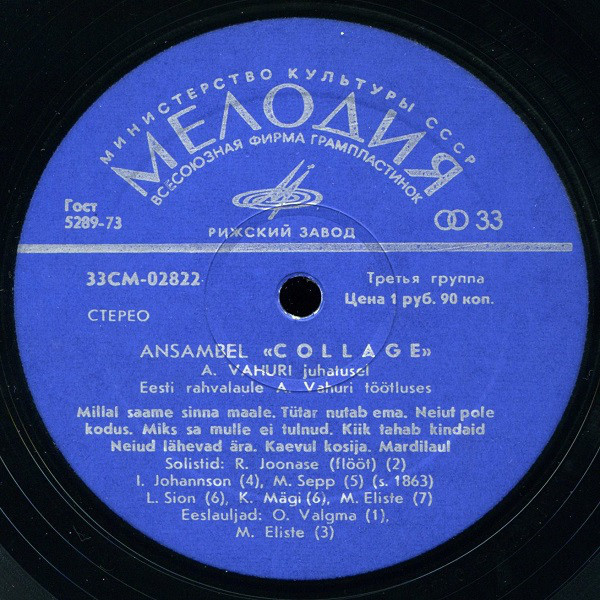 МИНИСТЕРСТВО КУЛЬТУРЫ СССР
МЕЛОДИЯ
ВСЕСОЮЗНАЯ ФИРМА ГРАМПЛАСТИНОК
Гост
5289-73
33
РИЖСКИЙ ЗАВОД
33СМ-02822
Третья группа
Цена 1 руб. 90 коп.
СТЕРЕО
ANSAMBEL «COLLAGE»
A. VAHURI juhatusel
Eesti rahvalaule A. Vahuri töötluses
Millal saame sinna maale. Tütar nutab ema. Neiut pole
kodus. Miks sa mulle ei tulnud. Kiik tahab kindaid
Neiud lähevad ära. Kaevul kosija. Mardilaul
Solistid: R. Joonase (flööt) (2)
I. Johannson (4), M. Sepp (5) (s. 1863)
L. Sion (6), K. Mägi (6), M. Eliste (7)
Eeslauljad: O. Valgma (1),
M. Eliste (3)